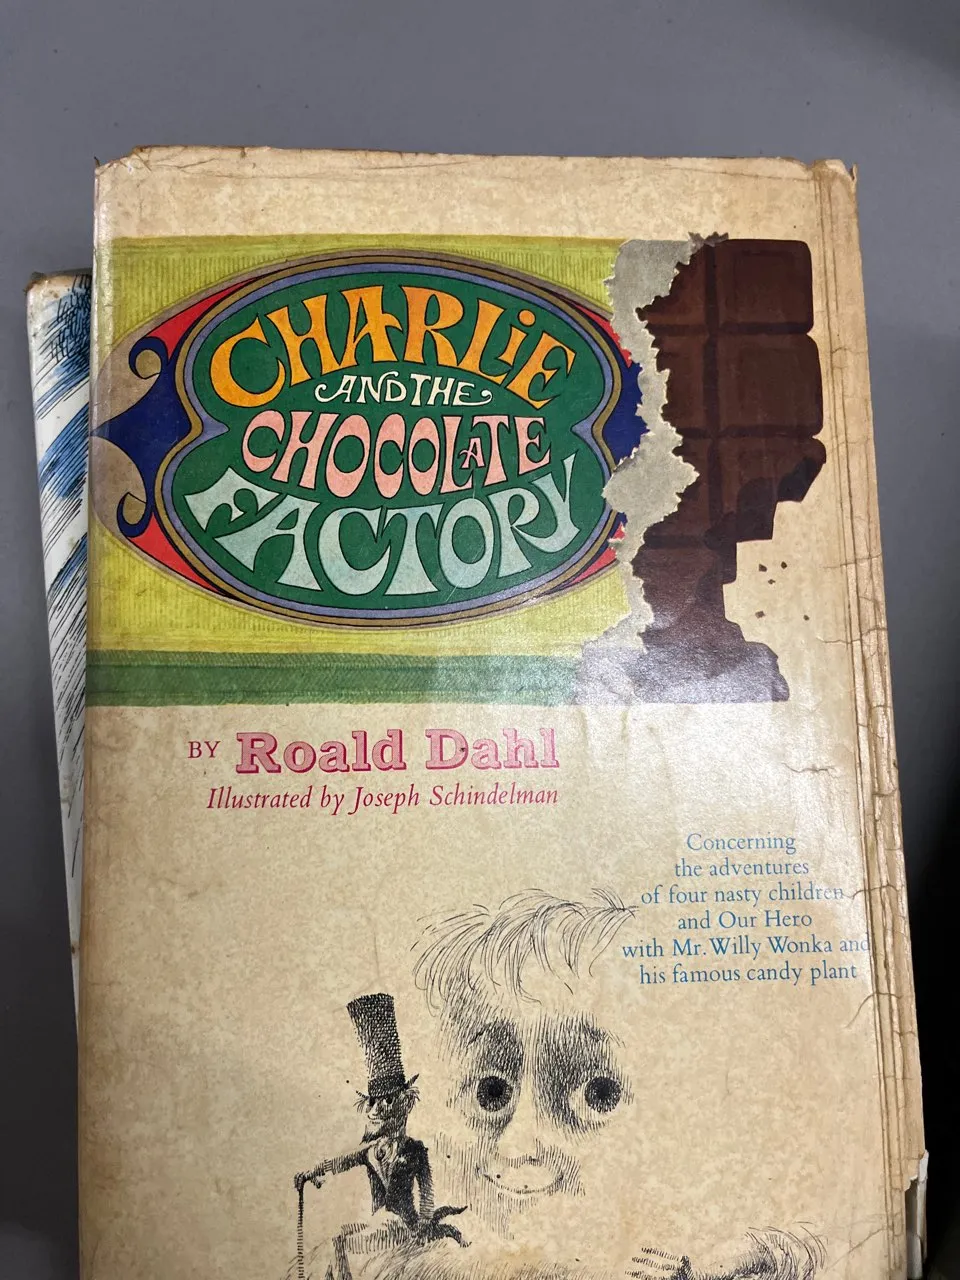 CHARLiE
AND THE
CHOCOLATE
FACTORY
BY Roald Dahl
Illustrated by Joseph Schindelman
Concerning
the adventures
of four nasty children
and Our Hero
with Mr. Willy Wonka and
his famous candy plant